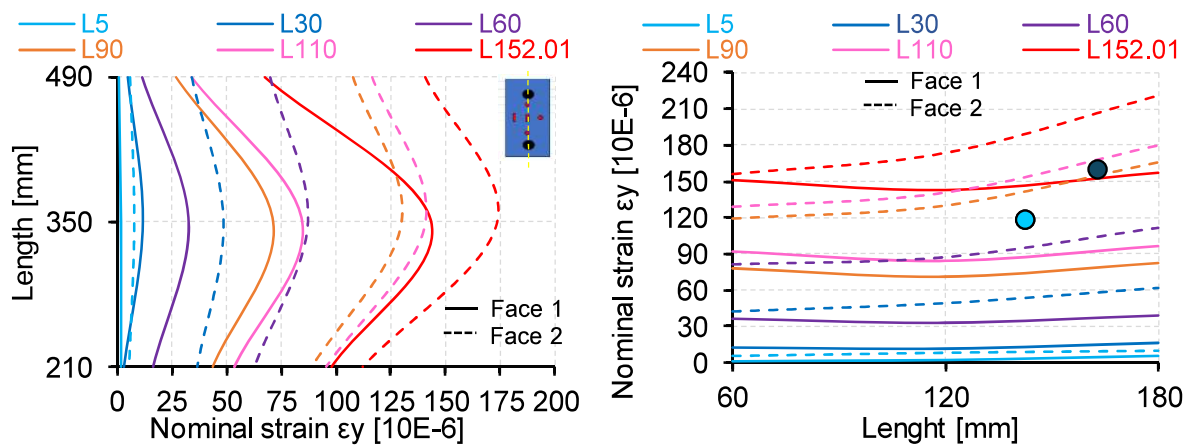 L5 L30 L60
L90 L110 L152.01
490
350
210
Length [mm]
Face 1
Face 2
0 25 50 75 100 125 150 175 200
Nominal strain εy [10E-6]
L5 L30 L60
L90 L110 L152.01
Face 1
Face 2
240
210
180
150
120
90
60
30
0
Nominal strain εy [10E-6]
60 120 180
Lenght [mm]